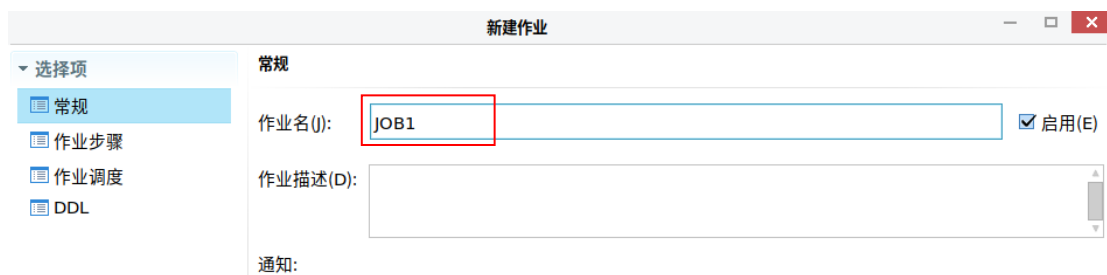 新建作业
选择项
常规
作业步骤
作业调度
DDL
常规
作业名(J):
JOB1
启用(E)
作业描述(D):
通知: